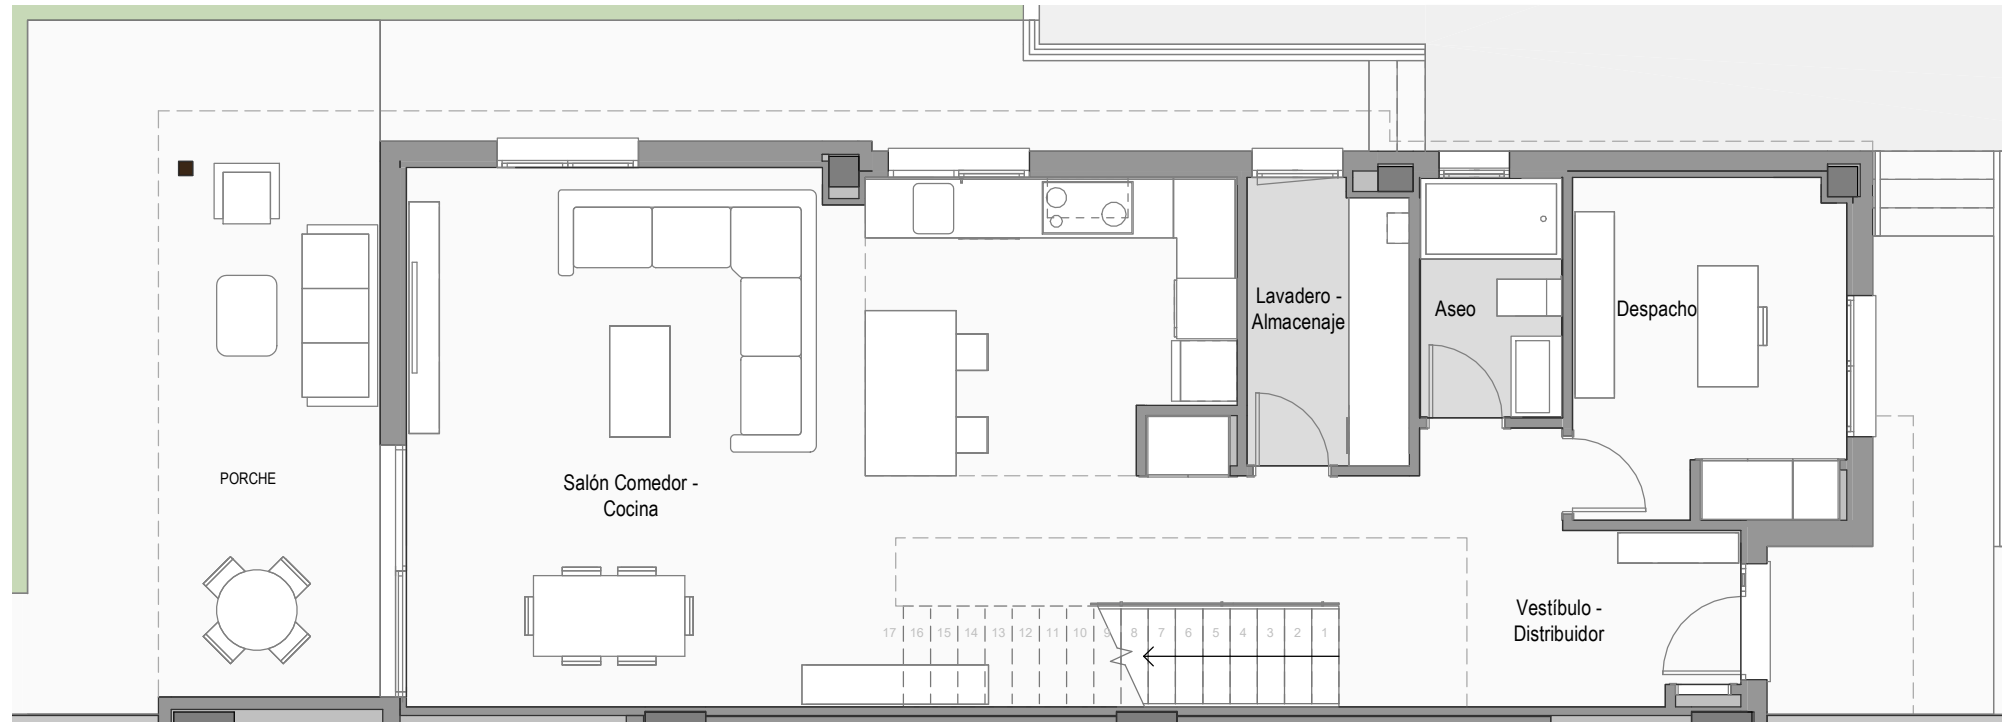 Lavadero -
Almacenaje
Aseo
Despacho
PORCHE
Salón Comedor -
Cocina
Vestíbulo -
Distribuidor
17 16 15 14 13 12 11 10 9 8 7 6 5 4 3 2 1